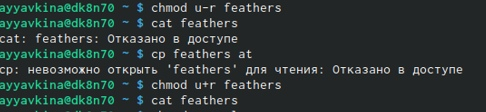 ayyavkina@dk8n70 ~ $ chmod u-r feathers
ayyavkina@dk8n70 ~ $ cat feathers
cat: feathers: Отказано в доступе
ayyavkina@dk8n70 ~ $ cp feathers at
cp: невозможно открыть 'feathers' для чтения: Отказано в доступе
ayyavkina@dk8n70 ~ $ chmod u+r feathers
ayyavkina@dk8n70 ~ $ cat feathers